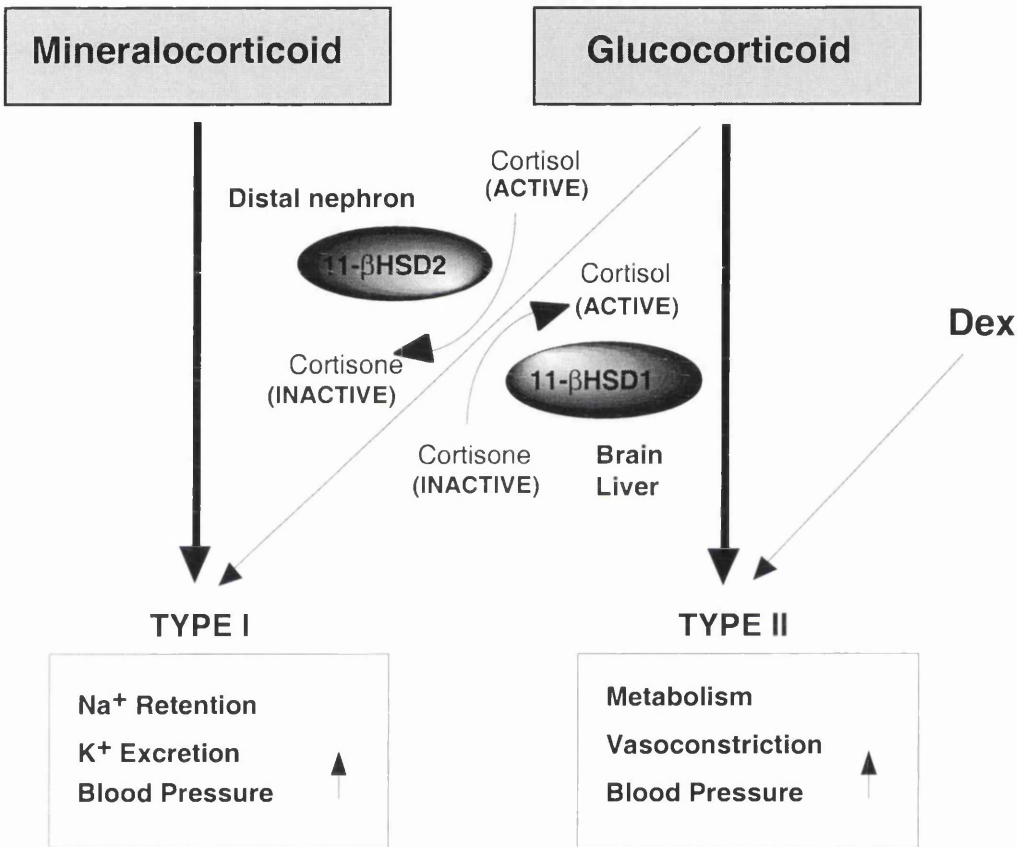 Mineralocorticoid
Glucocorticoid
Cortisol
(ACTIVE)
Distal nephron
11-βHSD2
Cortisol
(ACTIVE)
Dex
Cortisone
(INACTIVE)
11-βHSD1
Cortisone
(INACTIVE)
Brain
Liver
TYPE I
TYPE II
Na⁺ Retention
K⁺ Excretion
Blood Pressure
Metabolism
Vasoconstriction
Blood Pressure